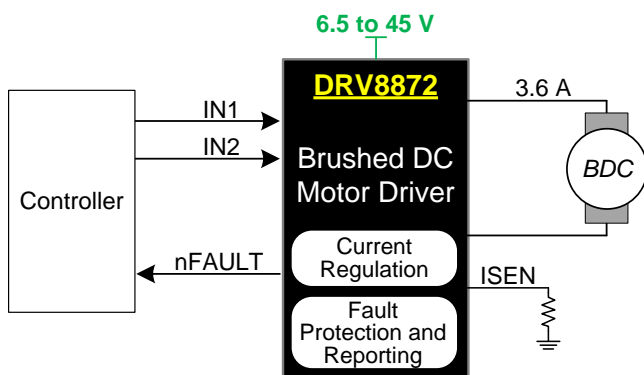 6.5 to 45 V
DRV8872
3.6 A
IN1
IN2
Brushed DC
Motor Driver
BDC
Controller
Current
Regulation
nFAULT
ISEN
Fault
Protection and
Reporting